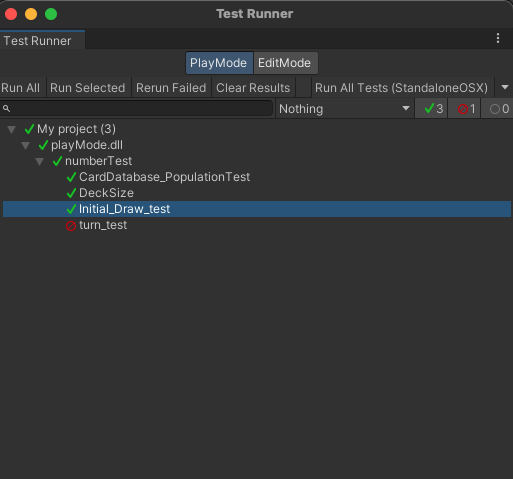 Test Runner
Test Runner
PlayMode EditMode
Run All Run Selected Rerun Failed Clear Results Run All Tests (StandaloneOSX)
Nothing 3 1 0
My project (3)
playMode.dll
numberTest
CardDatabase_PopulationTest
DeckSize
Initial_Draw_test
turn_test